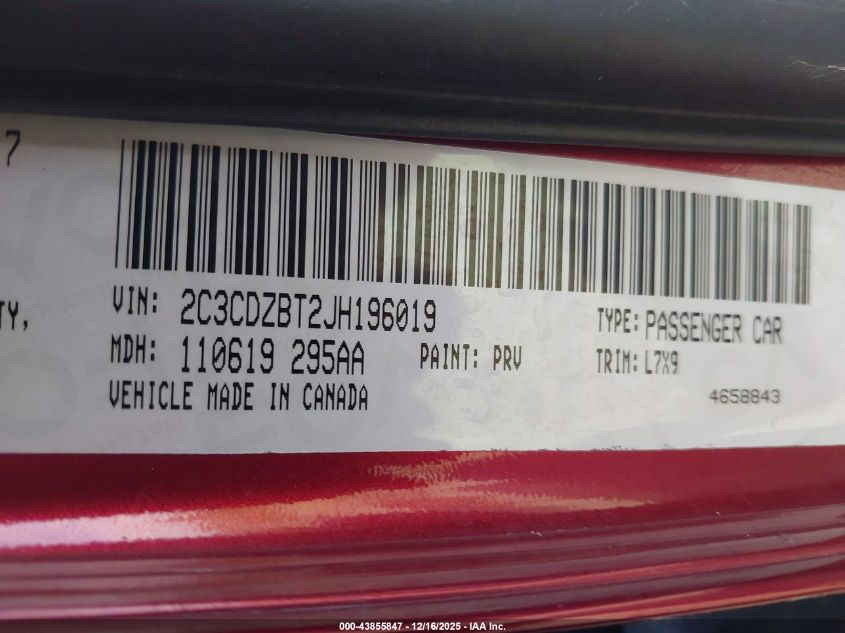 7
TY,
VIN: 2C3CDZBT2JH196019
TYPE: PASSENGER CAR
MDH: 110619 295AA
PAINT: PRV
TRIM: L7X9
VEHICLE MADE IN CANADA
4658843
000-43855847 - 12/16/2025 - IAA Inc.